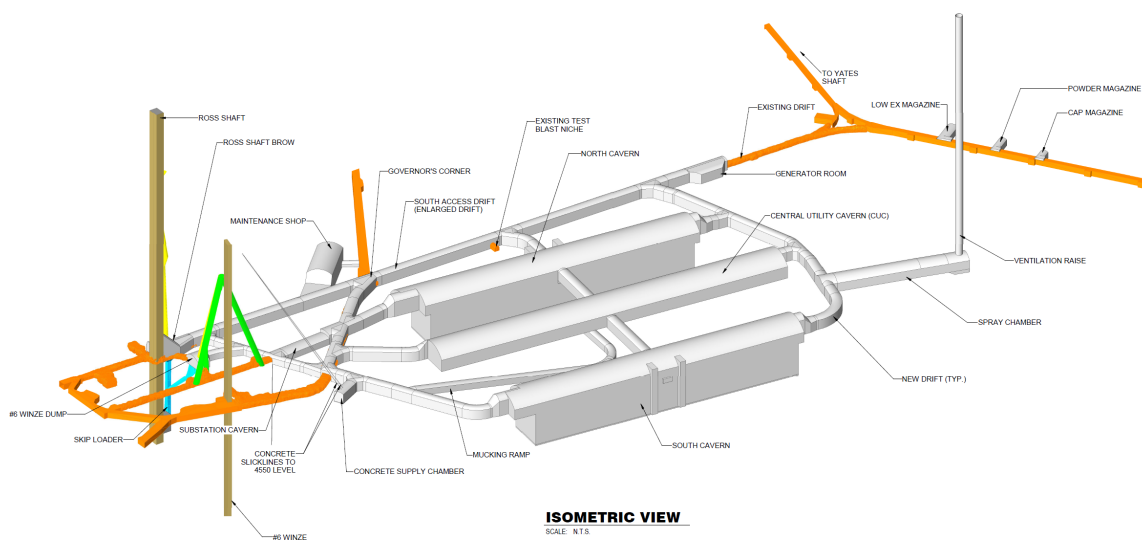 TO YATES
SHAFT
POWDER MAGAZINE
LOW EX MAGAZINE
CAP MAGAZINE
EXISTING DRIFT
ROSS SHAFT
EXISTING TEST
BLAST NICHE
ROSS SHAFT BROW
NORTH CAVERN
GOVERNOR'S CORNER
GENERATOR ROOM
SOUTH ACCESS DRIFT
(ENLARGED DRIFT)
MAINTENANCE SHOP
CENTRAL UTILITY CAVERN (CUC)
VENTILATION RAISE
SPRAY CHAMBER
NEW DRIFT (TYP.)
#6 WINZE DUMP
SUBSTATION CAVERN
SKIP LOADER
SOUTH CAVERN
CONCRETE
SLICKLINES TO
4550 LEVEL
MUCKING RAMP
CONCRETE SUPPLY CHAMBER
ISOMETRIC VIEW
SCALE: N.T.S.
#6 WINZE